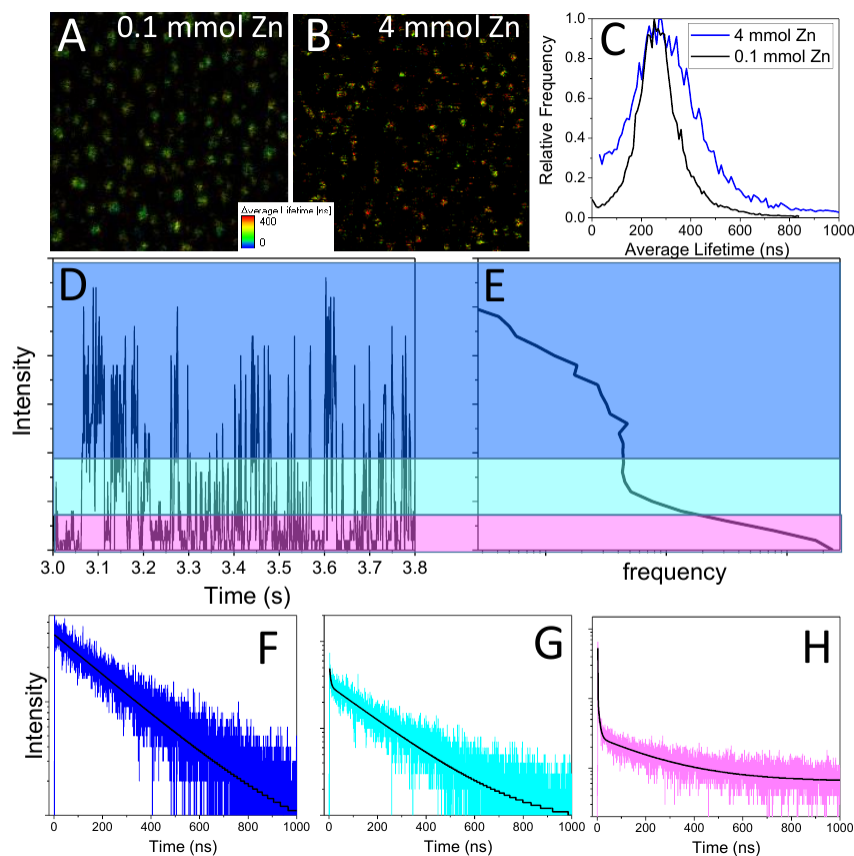 A 0.1 mmol Zn
B 4 mmol Zn
C
4 mmol Zn
0.1 mmol Zn
Relative Frequency
1.0
0.8
0.6
0.4
0.2
0.0
0 200 400 600 800 1000
Average Lifetime (ns)
Average Lifetime [ns]
400
0
D
E
Intensity
3.0 3.1 3.2 3.3 3.4 3.5 3.6 3.7 3.8
Time (s)
frequency
F
G
H
Intensity
0 200 400 600 800 1000
0 200 400 600 800 1000
0 200 400 600 800 1000
Time (ns)
Time (ns)
Time (ns)